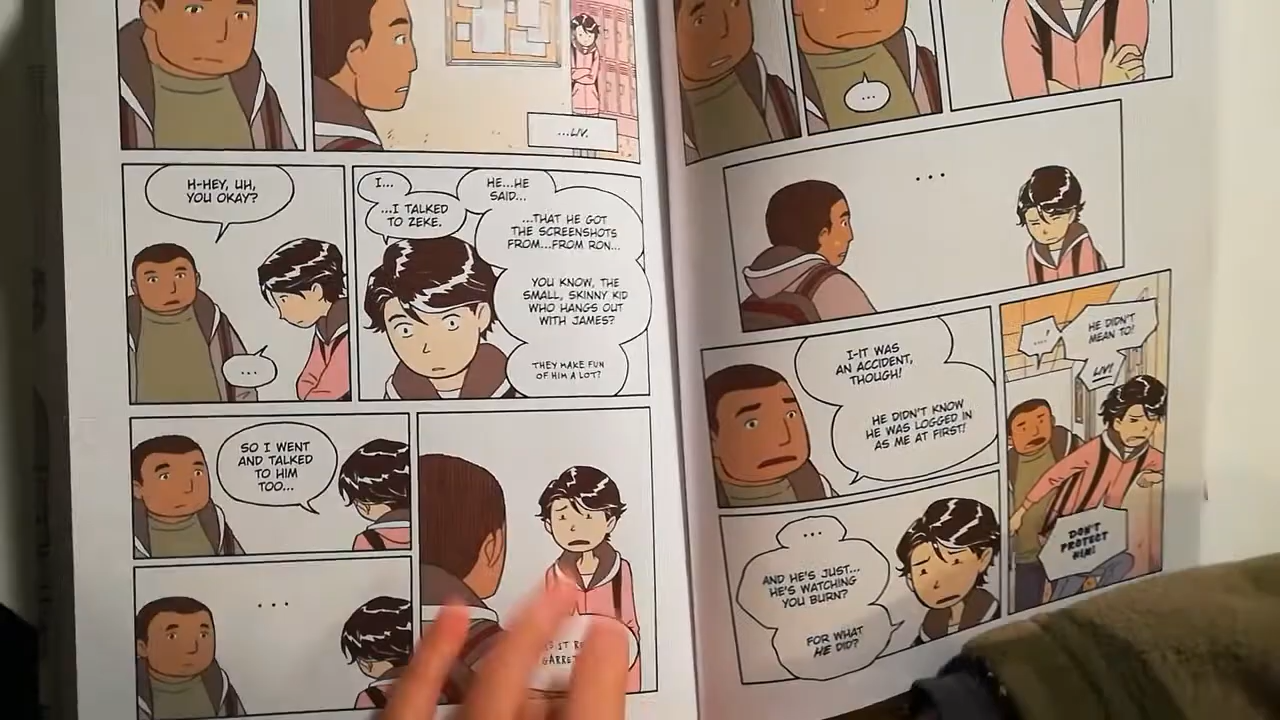 ...LIV.
H-HEY, UH,
YOU OKAY?
...
I...
...I TALKED
TO ZEKE.
HE...HE
SAID...
...THAT HE GOT
THE SCREENSHOTS
FROM...FROM RON...
YOU KNOW, THE
SMALL, SKINNY KID
WHO HANGS OUT
WITH JAMES?
THEY MAKE FUN
OF HIM A LOT?
SO I WENT
AND TALKED
TO HIM
TOO...
...
...
...
I-IT WAS
AN ACCIDENT,
THOUGH!
HE DIDN'T KNOW
HE WAS LOGGED IN
AS ME AT FIRST!
...
AND HE'S JUST...
HE'S WATCHING
YOU BURN?
FOR WHAT
HE DID?
HE DIDN'T
MEAN TO!
LIV!
DON'T
PROTECT
HIM!